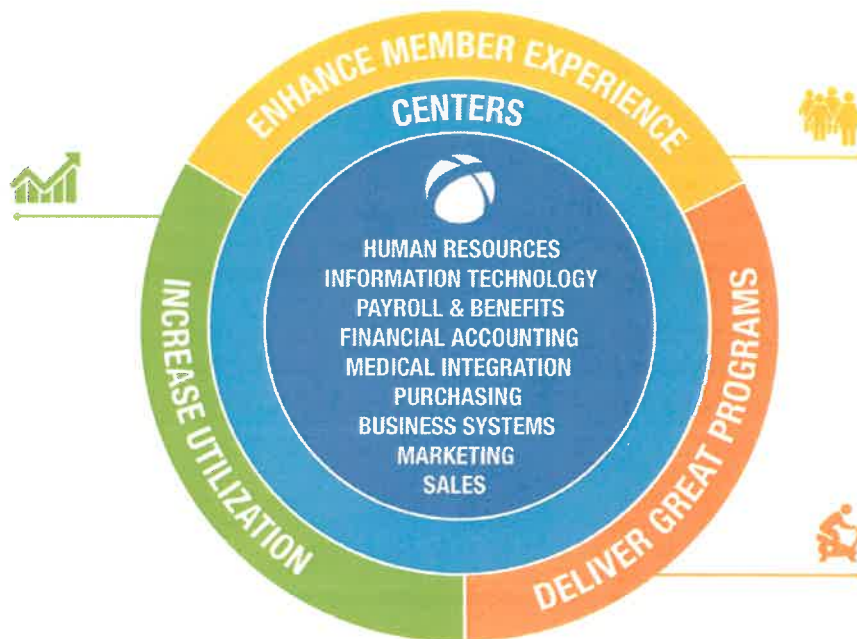 ENHANCE MEMBER EXPERIENCE
CENTERS
HUMAN RESOURCES
INFORMATION TECHNOLOGY
PAYROLL & BENEFITS
FINANCIAL ACCOUNTING
MEDICAL INTEGRATION
PURCHASING
BUSINESS SYSTEMS
MARKETING
SALES
INCREASE UTILIZATION
DELIVER GREAT PROGRAMS